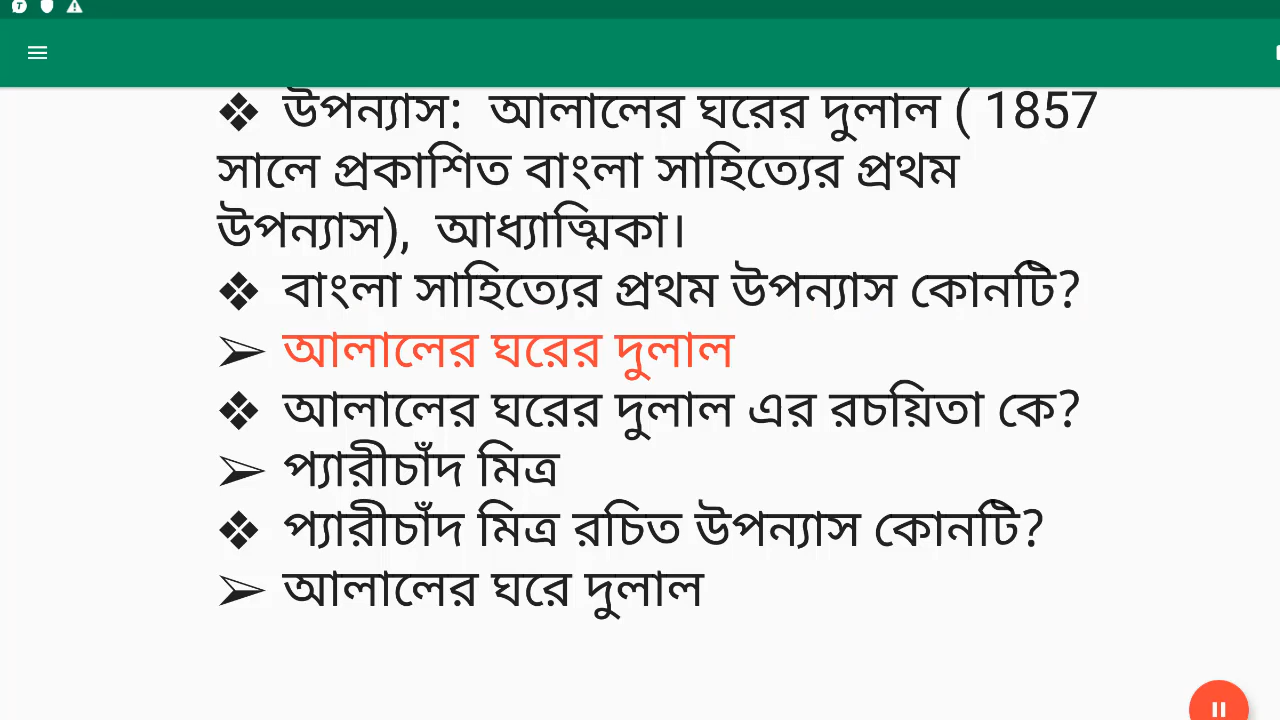 ❖ উপন্যাস: আলালের ঘরের দুলাল ( 1857
সালে প্রকাশিত বাংলা সাহিত্যের প্রথম
উপন্যাস), আধ্যাত্মিকা।
❖ বাংলা সাহিত্যের প্রথম উপন্যাস কোনটি?
➢ আলালের ঘরের দুলাল
❖ আলালের ঘরের দুলাল এর রচয়িতা কে?
➢ প্যারীচাঁদ মিত্র
❖ প্যারীচাঁদ মিত্র রচিত উপন্যাস কোনটি?
➢ আলালের ঘরে দুলাল